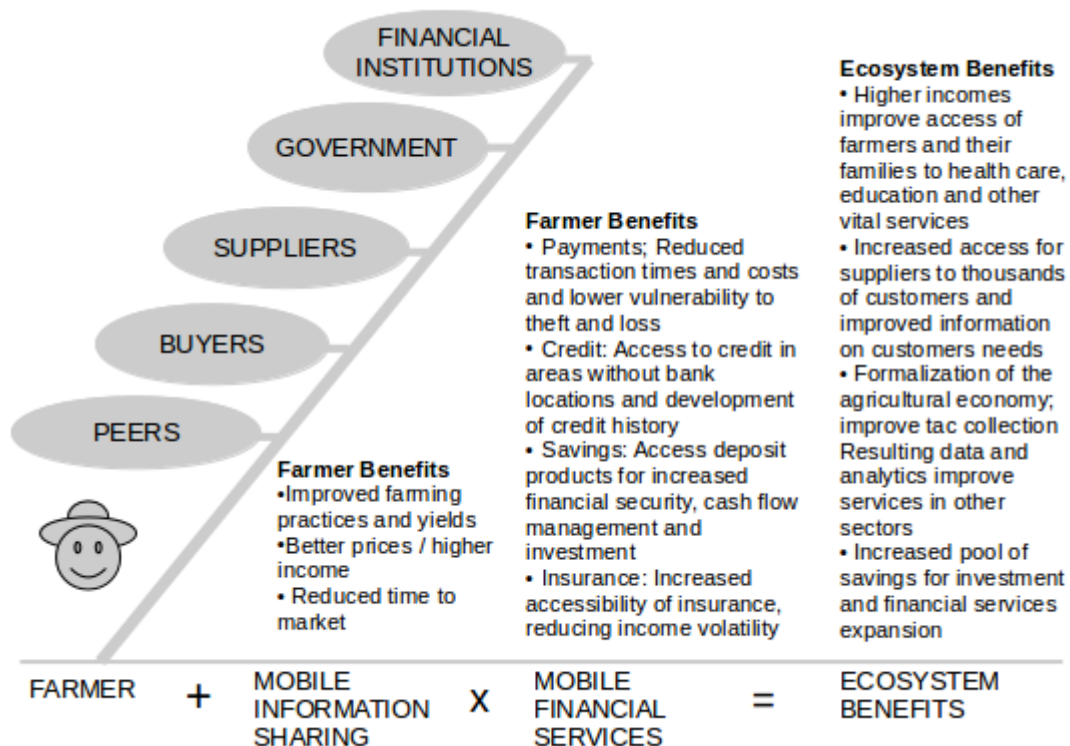 FINANCIAL
INSTITUTIONS
GOVERNMENT
SUPPLIERS
BUYERS
PEERS
Farmer Benefits
•Improved farming
practices and yields
•Better prices / higher
income
• Reduced time to
market
Farmer Benefits
• Payments; Reduced
transaction times and costs
and lower vulnerability to
theft and loss
• Credit: Access to credit in
areas without bank
locations and development
of credit history
• Savings: Access deposit
products for increased
financial security, cash flow
management and
investment
• Insurance: Increased
accessibility of insurance,
reducing income volatility
Ecosystem Benefits
• Higher incomes
improve access of
farmers and their
families to health care,
education and other
vital services
• Increased access for
suppliers to thousands
of customers and
improved information
on customers needs
• Formalization of the
agricultural economy;
improve tac collection
Resulting data and
analytics improve
services in other
sectors
• Increased pool of
savings for investment
and financial services
expansion
FARMER
+
MOBILE
INFORMATION
SHARING
x
MOBILE
FINANCIAL
SERVICES
=
ECOSYSTEM
BENEFITS